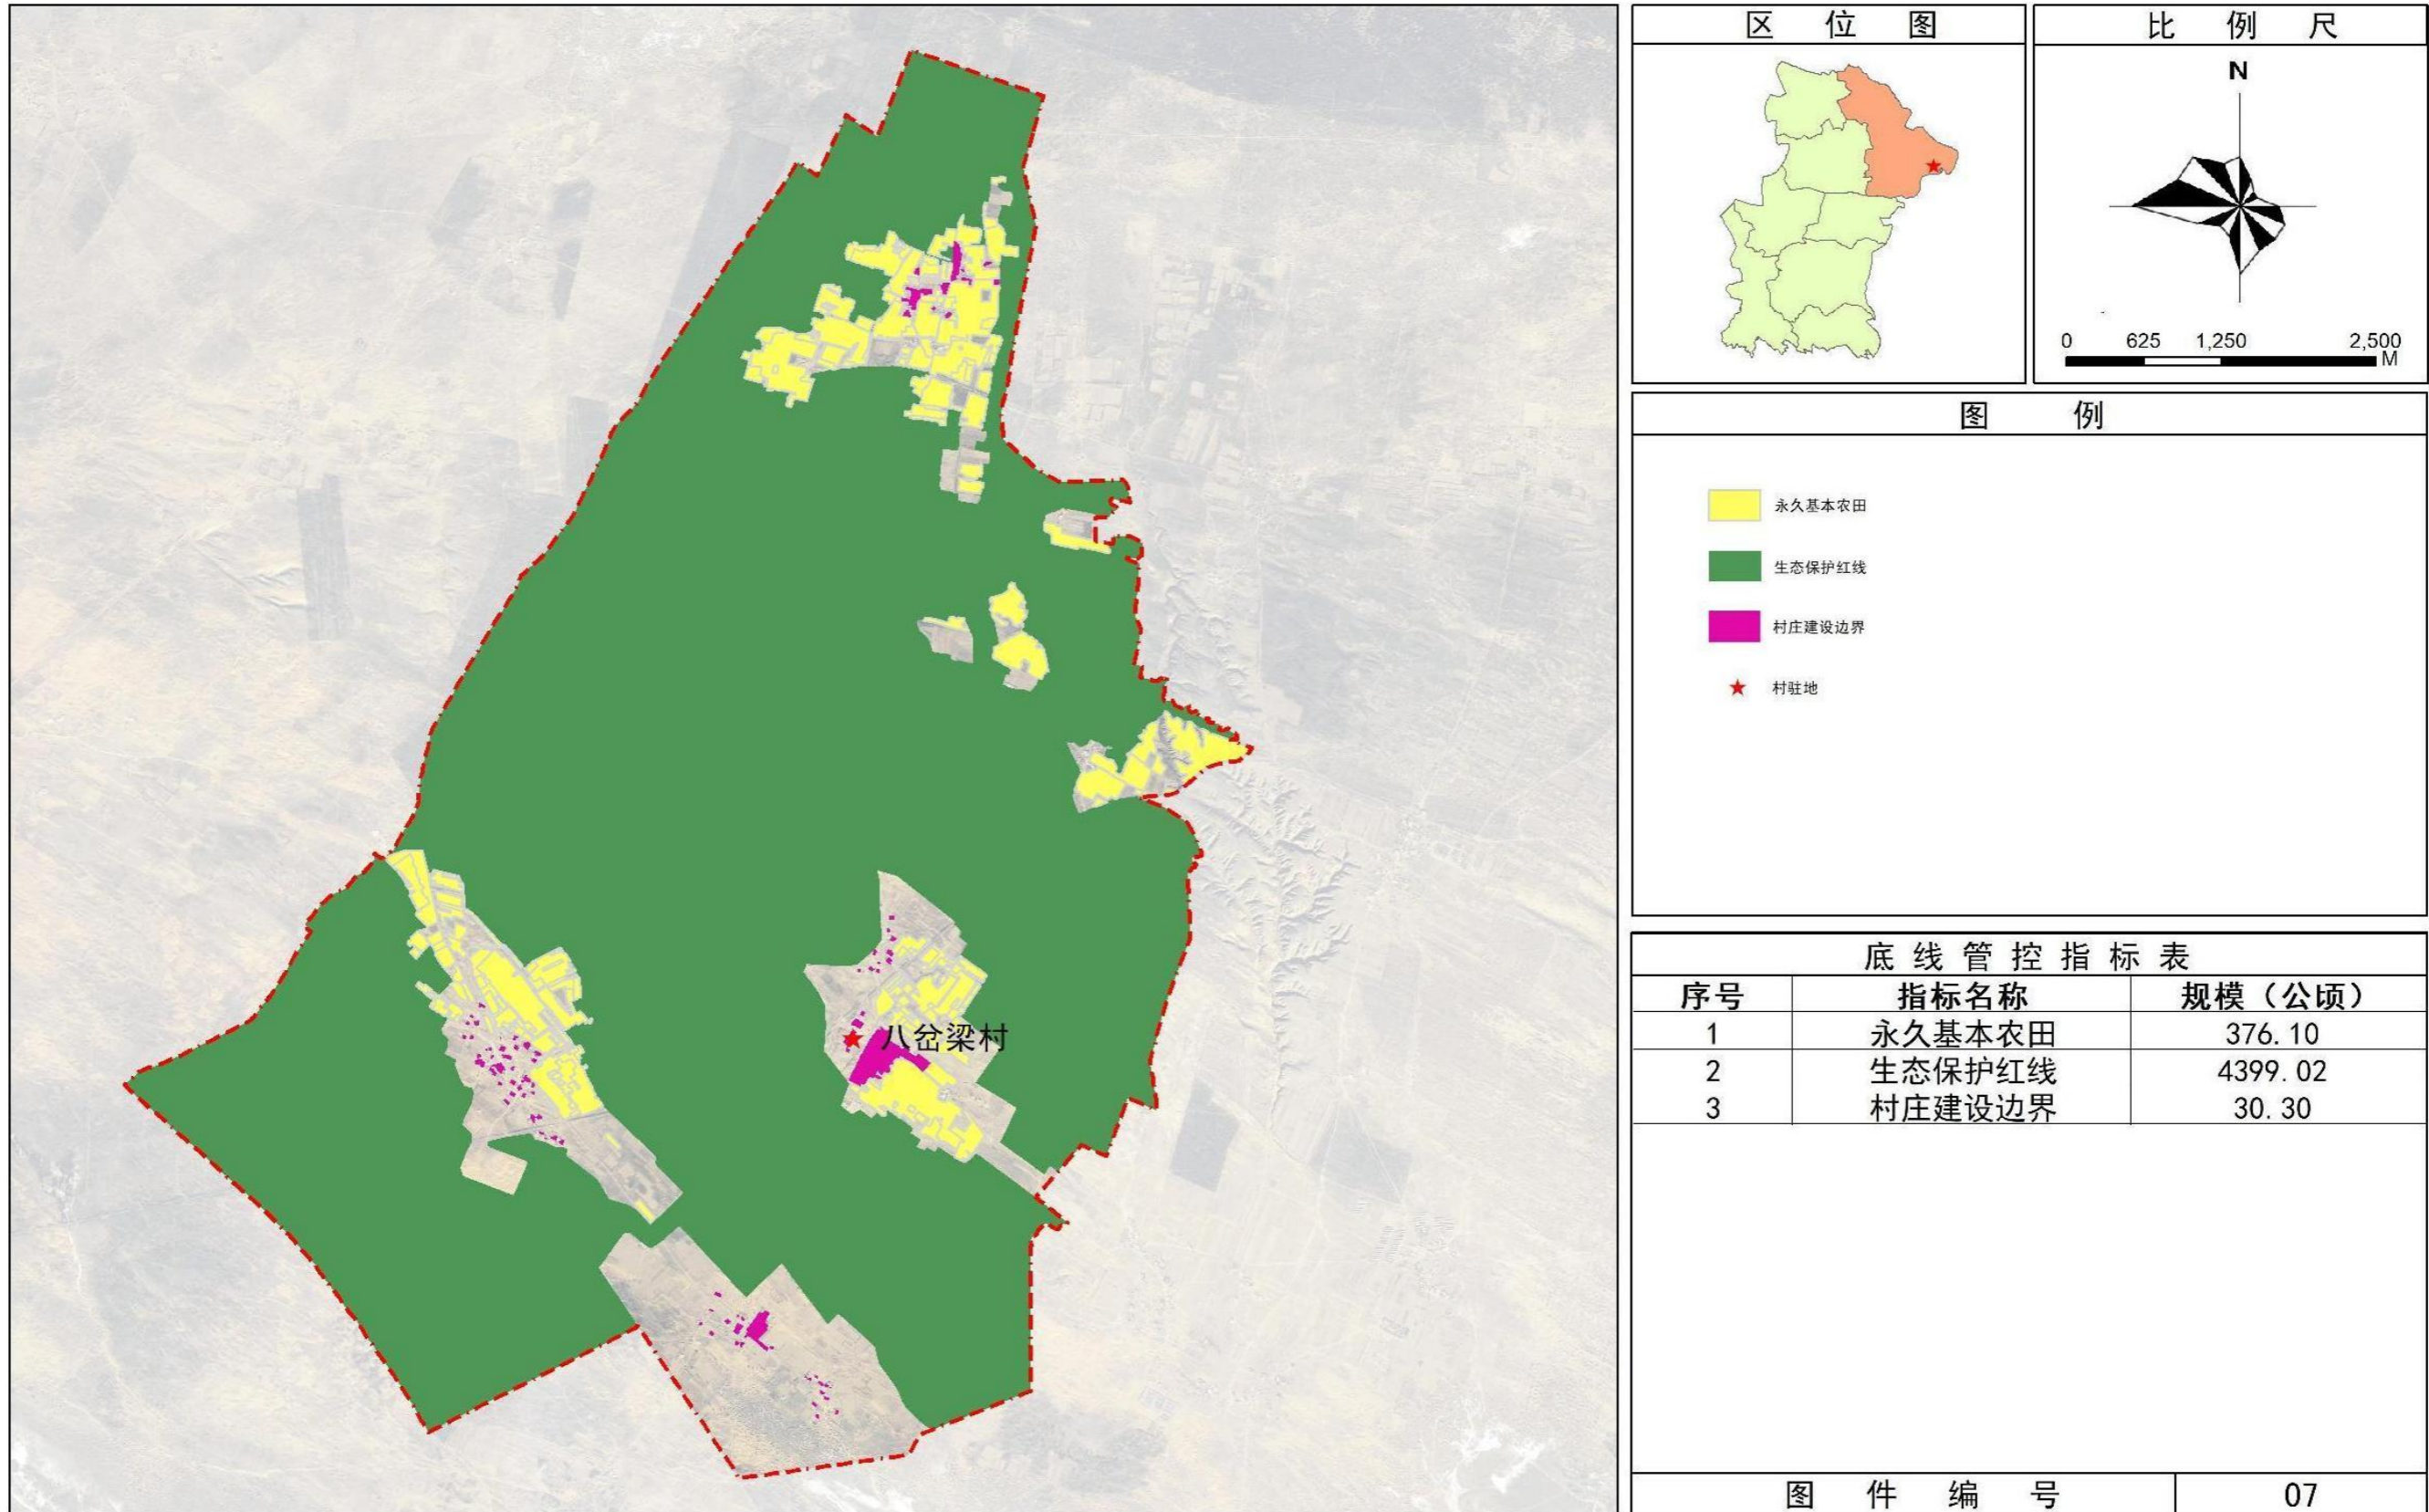 八岔梁村
区 位 图
比 例 尺
N
0 625 1,250 2,500
M
图 例
永久基本农田
生态保护红线
村庄建设边界
村驻地
底线管控指标表
序号 指标名称 规模（公顷）
1 永久基本农田 376.10
2 生态保护红线 4399.02
3 村庄建设边界 30.30
图 件 编 号 07